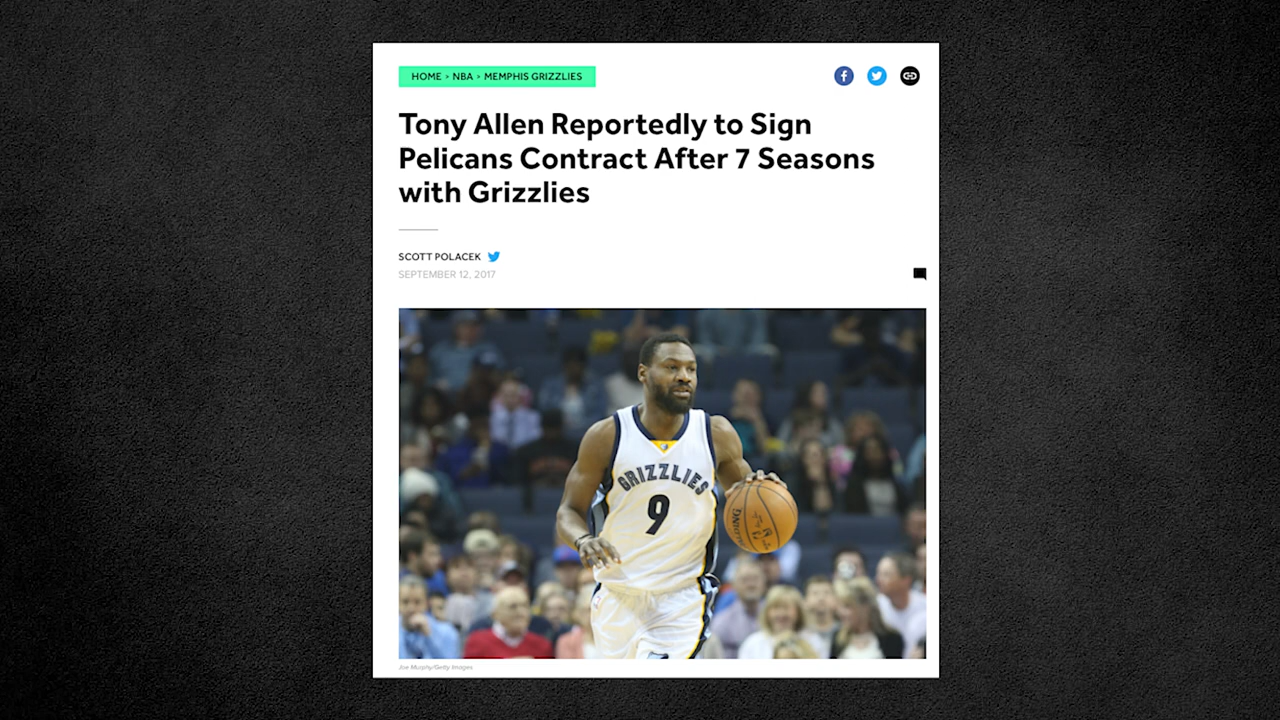 HOME > NBA > MEMPHIS GRIZZLIES
Tony Allen Reportedly to Sign
Pelicans Contract After 7 Seasons
with Grizzlies
SCOTT POLACEK
SEPTEMBER 12, 2017
GRIZZLIES
9
SPALDING
Joe Murphy/Getty Images